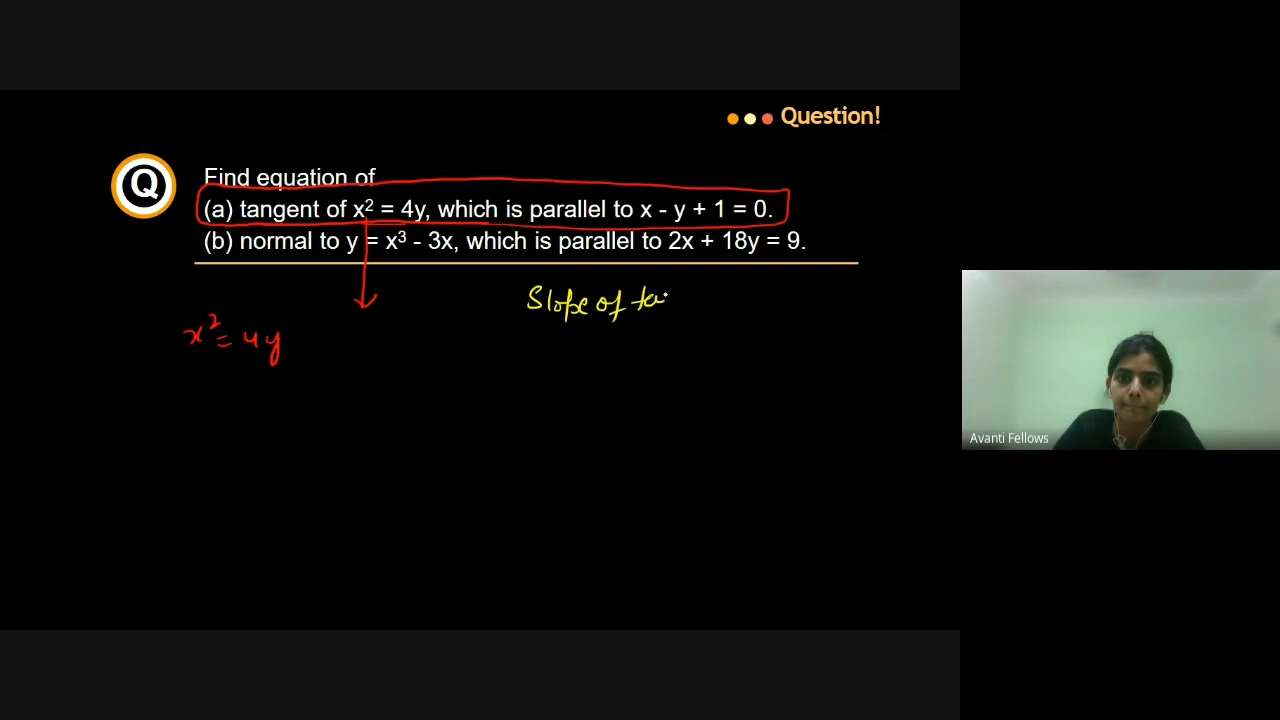 Question!
Q
Find equation of
(a) tangent of x² = 4y, which is parallel to x - y + 1 = 0.
(b) normal to y = x³ - 3x, which is parallel to 2x + 18y = 9.
Slope of ta
x² = 4y
Avanti Fellows